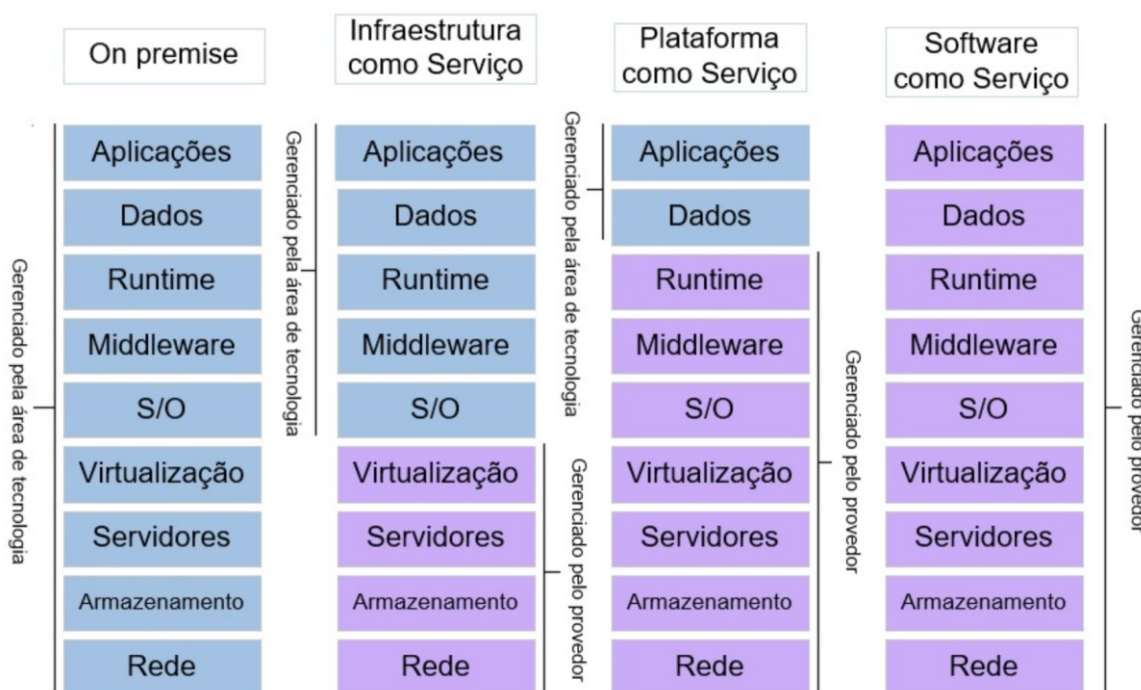 On premise
Infraestrutura
como Serviço
Plataforma
como Serviço
Software
como Serviço
Gerenciado pela área de tecnologia
Aplicações
Dados
Runtime
Middleware
S/O
Virtualização
Servidores
Armazenamento
Rede
Gerenciado pela área de tecnologia
Aplicações
Dados
Runtime
Middleware
S/O
Virtualização
Servidores
Armazenamento
Rede
Gerenciado pelo provedor
Gerenciado pela área de tecnologia
Aplicações
Dados
Runtime
Middleware
S/O
Virtualização
Servidores
Armazenamento
Rede
Gerenciado pelo provedor
Aplicações
Dados
Runtime
Middleware
S/O
Virtualização
Servidores
Armazenamento
Rede
Gerenciado pelo provedor